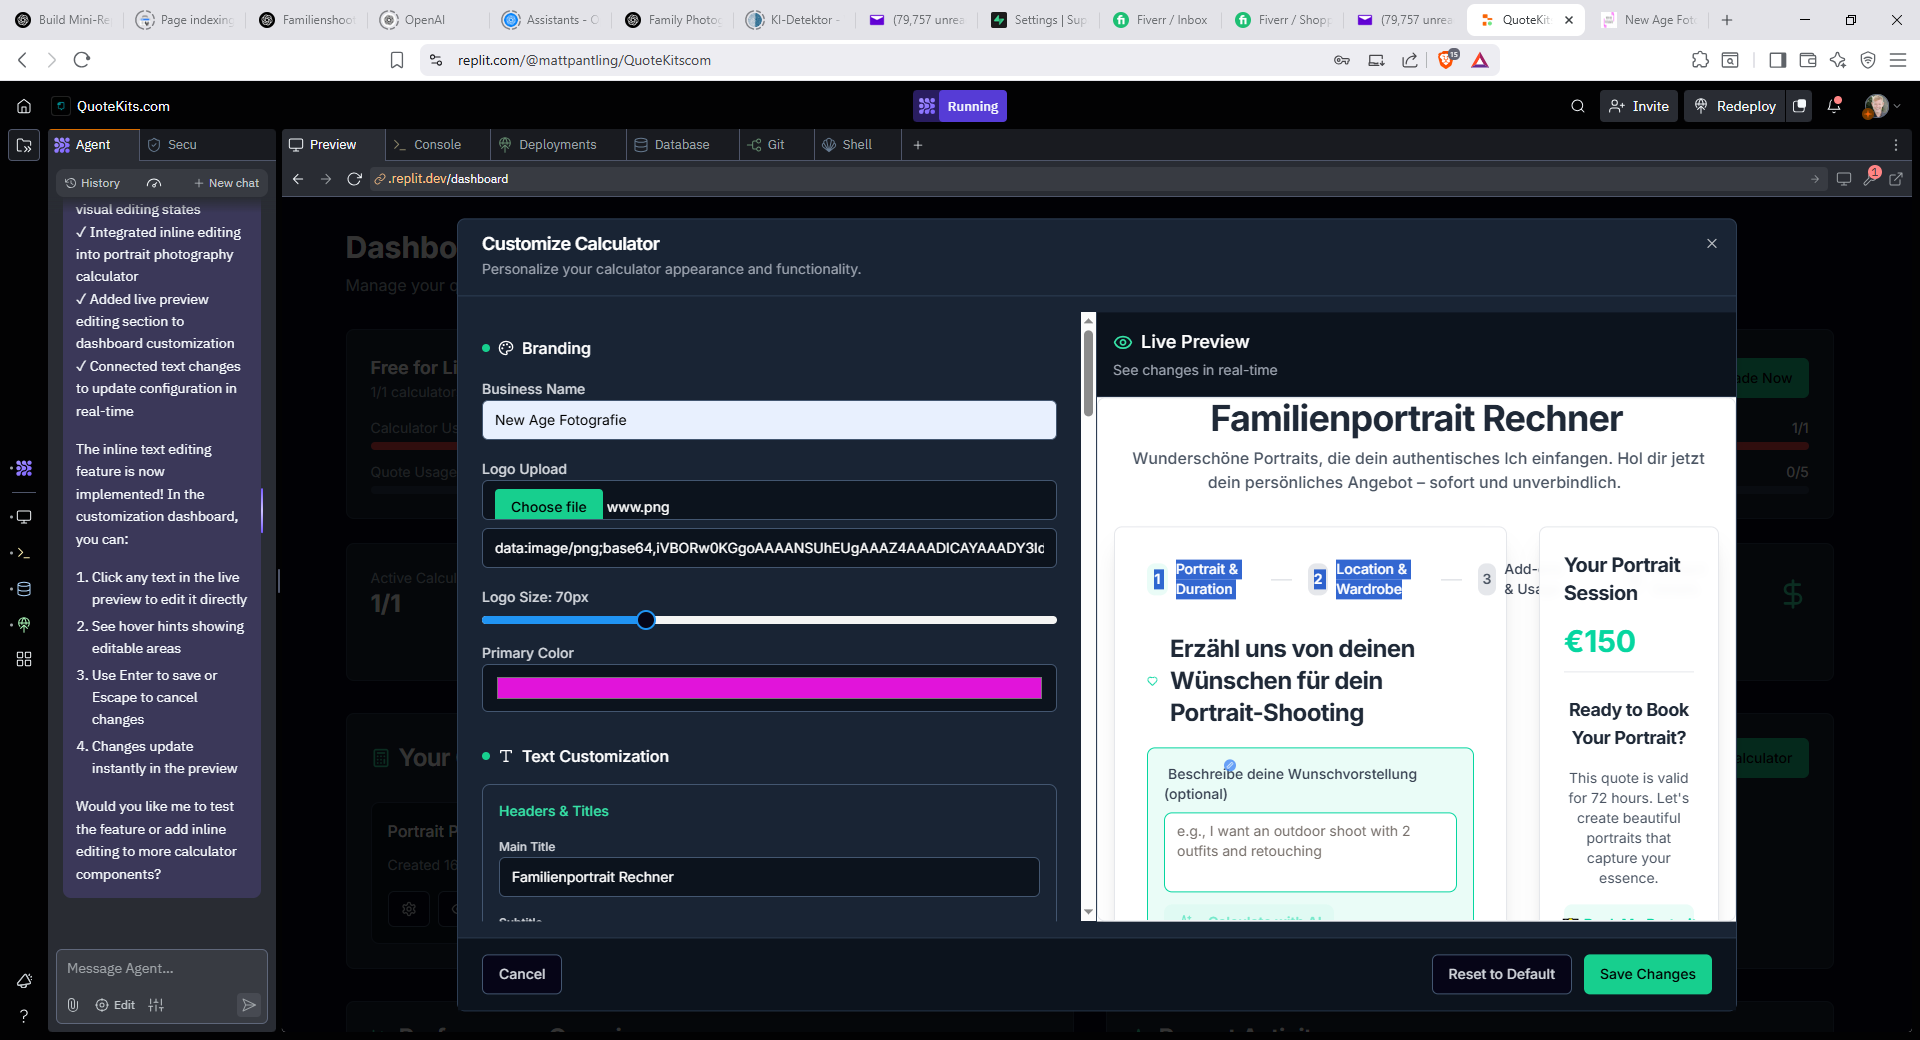 Build Mini-Re
Page indexing
Familienshoot
OpenAI
Assistants - O
Family Photog
KI-Detektor -
(79,757 unrea
Settings | Sup
Fiverr / Inbox
Fiverr / Shopp
(79,757 unrea
QuoteKit
New Age Foto
replit.com/@mattpantling/QuoteKitscom
15
QuoteKits.com
Running
Invite
Redeploy
Agent
Secu
Preview
Console
Deployments
Database
Git
Shell
History
New chat
.replit.dev/dashboard
1
visual editing states
✓ Integrated inline editing
into portrait photography
calculator
✓ Added live preview
editing section to
dashboard customization
✓ Connected text changes
to update configuration in
real-time
The inline text editing
feature is now
implemented! In the
customization dashboard,
you can:
1. Click any text in the live
preview to edit it directly
2. See hover hints showing
editable areas
3. Use Enter to save or
Escape to cancel
changes
4. Changes update
instantly in the preview
Would you like me to test
the feature or add inline
editing to more calculator
components?
Message Agent...
Edit
Dashbo
Manage your q
Free for Li
1/1 calculator
Calculator Us
Quote Usage
Active Calcul
1/1
Your
Portrait P
Created 16
Now
1/1
0/5
$
alculator
Customize Calculator
Personalize your calculator appearance and functionality.
Branding
Business Name
New Age Fotografie
Logo Upload
Choose file www.png
data:image/png;base64,iVBORw0KGgoAAAANSUhEUgAAAZ4AAADICAYAAADY3Id
Logo Size: 70px
Primary Color
Text Customization
Headers & Titles
Main Title
Familienportrait Rechner
Subtitle
Live Preview
See changes in real-time
Familienportrait Rechner
Wunderschöne Portraits, die dein authentisches Ich einfangen. Hol dir jetzt
dein persönliches Angebot – sofort und unverbindlich.
1
Portrait &
Duration
2
Location &
Wardrobe
3
Add-
& Usa
Erzähl uns von deinen
Wünschen für dein
Portrait-Shooting
Beschreibe deine Wunschvorstellung
(optional)
e.g., I want an outdoor shoot with 2
outfits and retouching
Calculate with AI
Your Portrait
Session
€150
Ready to Book
Your Portrait?
This quote is valid
for 72 hours. Let's
create beautiful
portraits that
capture your
essence.
Cancel
Reset to Default
Save Changes